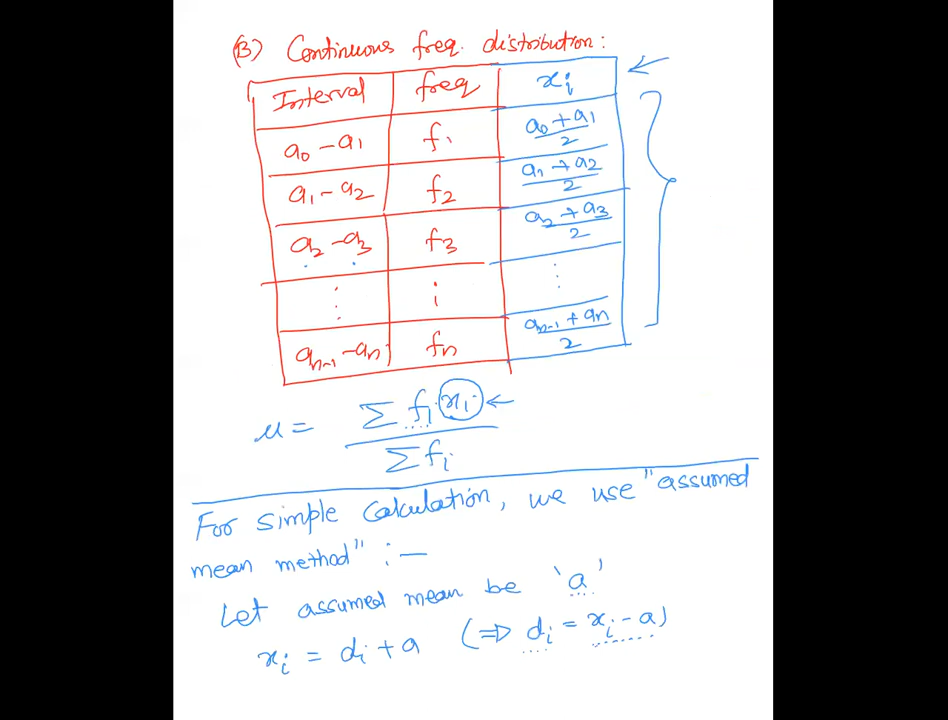 (B) Continuous freq. distribution:
Interval freq xᵢ
a₀ - a₁ f₁ a₀ + a₁ / 2
a₁ - a₂ f₂ a₁ + a₂ / 2
a₂ - a₃ f₃ a₂ + a₃ / 2
⋮ ⋮ ⋮
aₙ₋₁ - aₙ fₙ aₙ₋₁ + aₙ / 2
μ = Σ fᵢ xᵢ / Σ fᵢ
For simple calculation, we use "assumed
mean method" : —
Let assumed mean be 'a'
xᵢ = dᵢ + a (⇒ dᵢ = xᵢ - a)